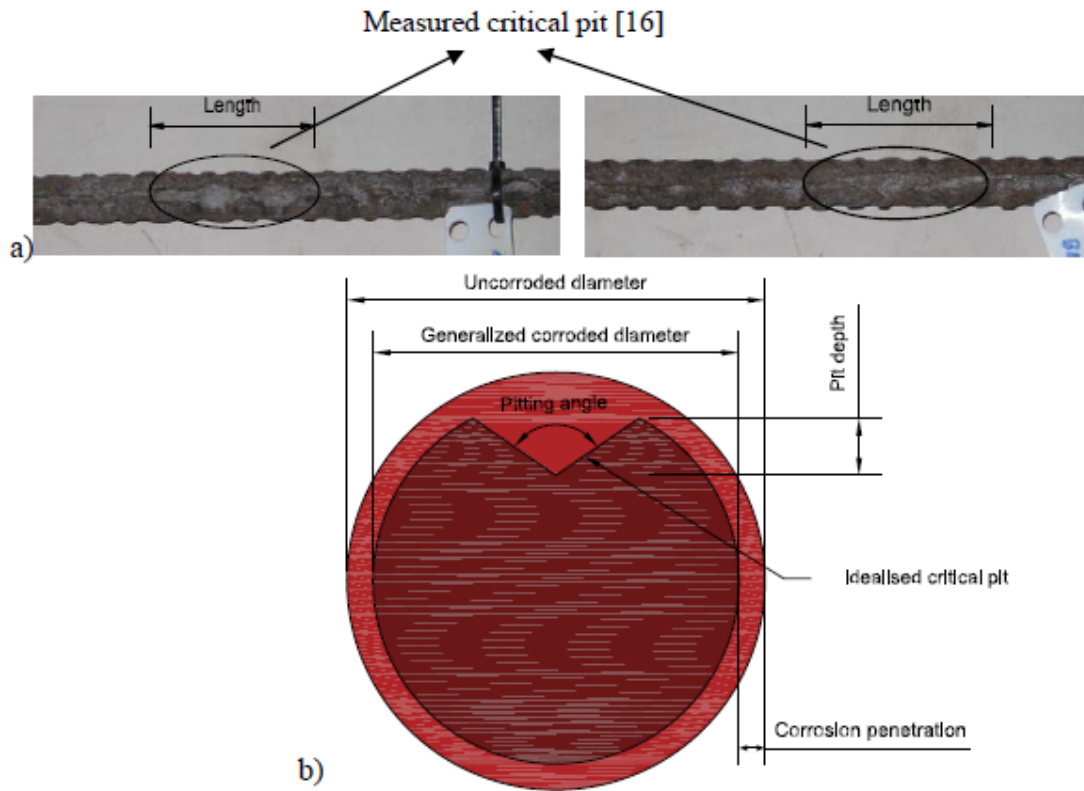 Measured critical pit [16]
Length
Length
a)
Uncorroded diameter
Generalized corroded diameter
Pit depth
Pitting angle
Idealised critical pit
Corrosion penetration
b)